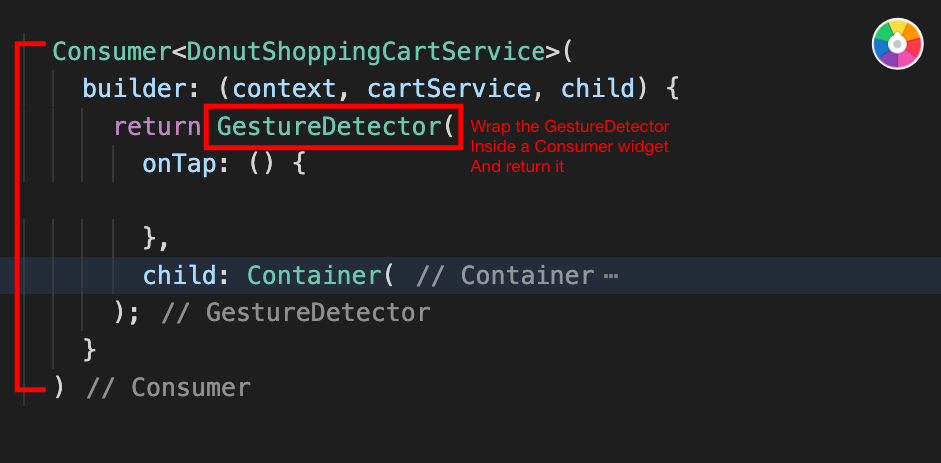 Consumer<DonutShoppingCartService>(
builder: (context, cartService, child) {
return GestureDetector(
Wrap the GestureDetector
Inside a Consumer widget
And return it
onTap: () {
},
child: Container( // Container ⋯
); // GestureDetector
}
) // Consumer